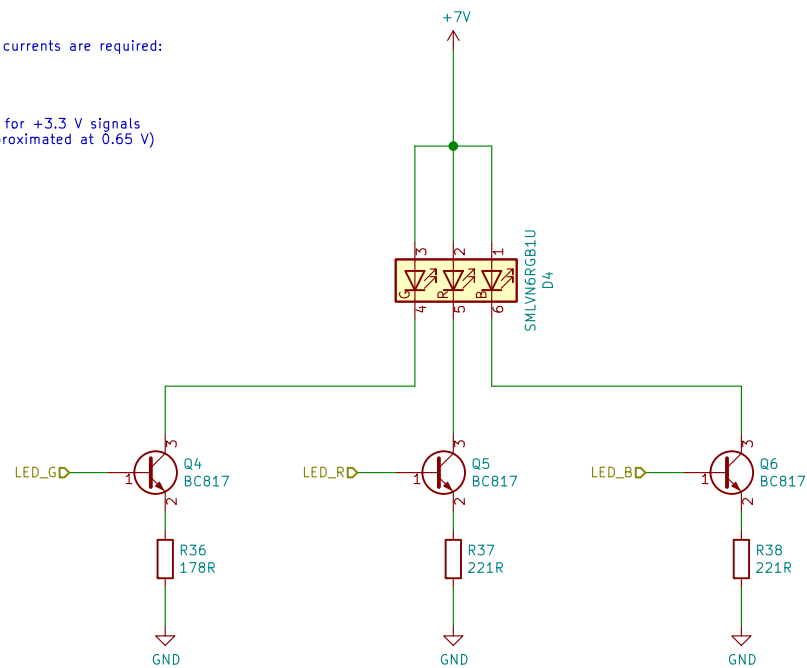 +7V
currents are required:
for +3.3 V signals
roximated at 0.65 V)
3
2
1
G
R
B
4
5
6
SMLVN6RGB1U
D4
LED_G
1
3
2
Q4
BC817
LED_R
1
3
2
Q5
BC817
LED_B
1
3
2
Q6
BC817
R36
178R
R37
221R
R38
221R
GND
GND
GND